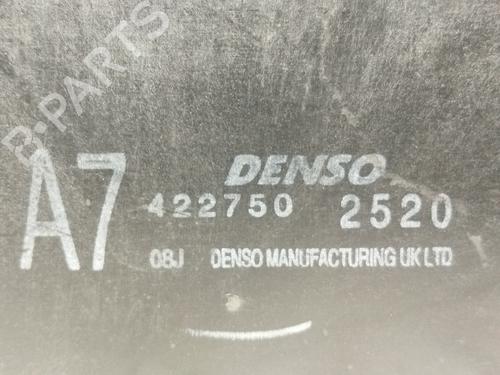 B-PARTS
A7
DENSO
422750 2520
08J DENSO MANUFACTURING UK LTD